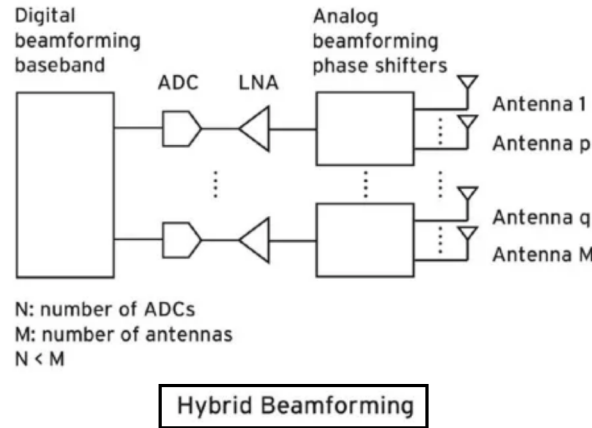 Digital
beamforming
baseband
Analog
beamforming
phase shifters
ADC
LNA
Antenna 1
Antenna p
Antenna q
Antenna M
N: number of ADCs
M: number of antennas
N < M
Hybrid Beamforming